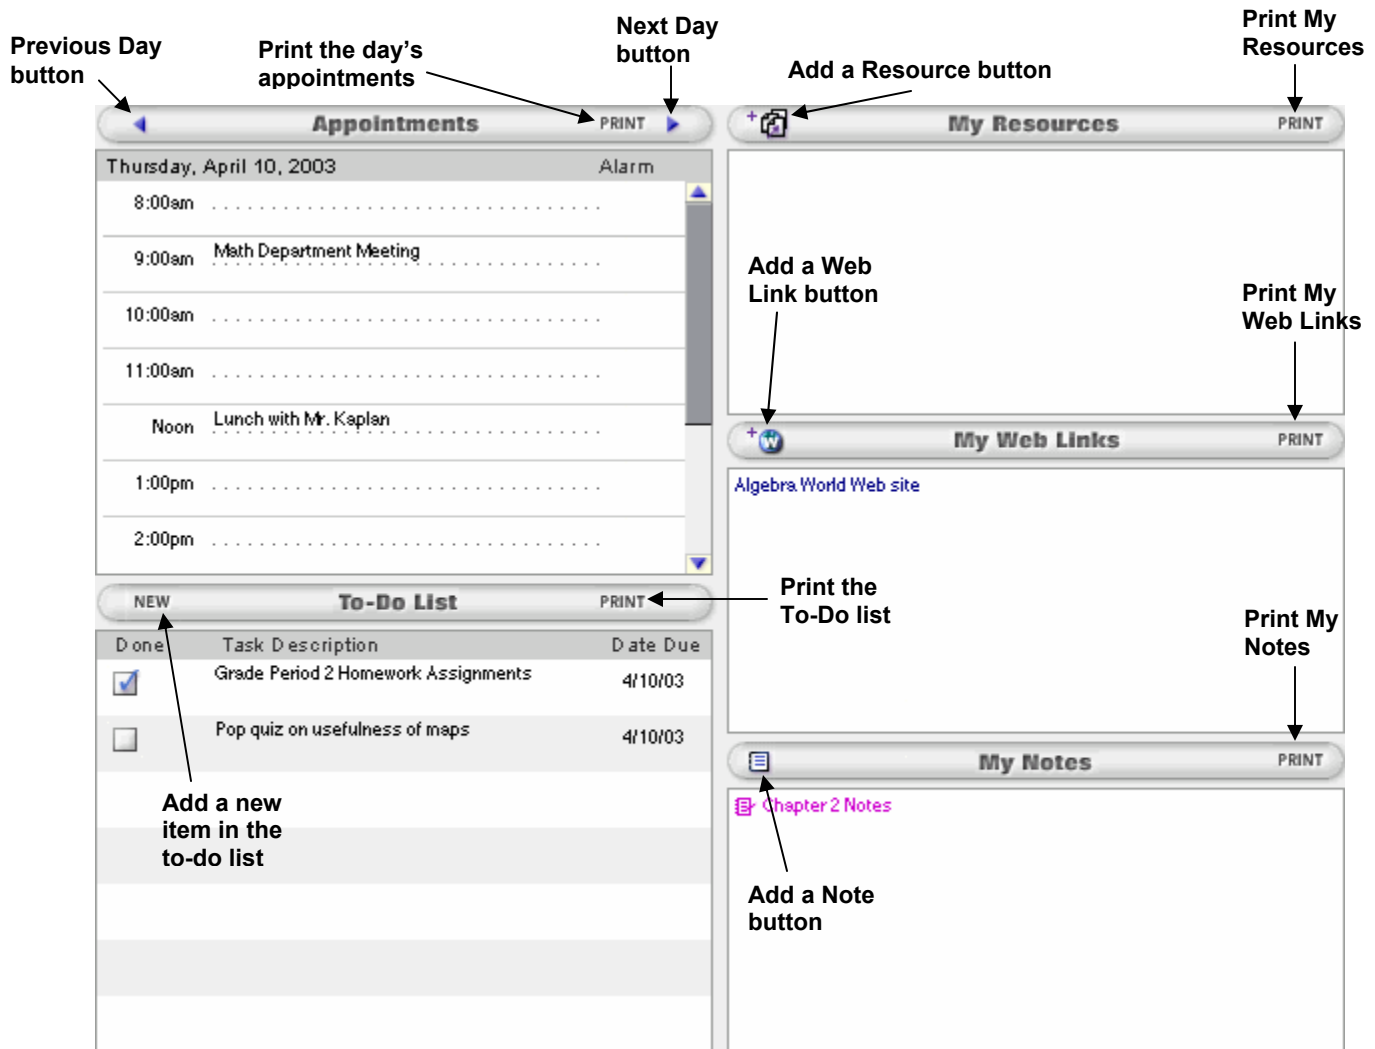 Previous Day
button
Print the day's
appointments
Next Day
button
Add a Resource button
Print My
Resources
Appointments
PRINT
My Resources
PRINT
Thursday, April 10, 2003
Alarm
8:00am
9:00am Math Department Meeting
10:00am
11:00am
Noon Lunch with Mr. Kaplan
1:00pm
2:00pm
Add a Web
Link button
Print My
Web Links
+ W
My Web Links
PRINT
Algebra World Web site
NEW
To-Do List
PRINT
Print the
To-Do list
Done
Task Description
Date Due
Grade Period 2 Homework Assignments
4/10/03
Pop quiz on usefulness of maps
4/10/03
Add a new
item in the
to-do list
Print My
Notes
My Notes
PRINT
Chapter 2 Notes
Add a Note
button